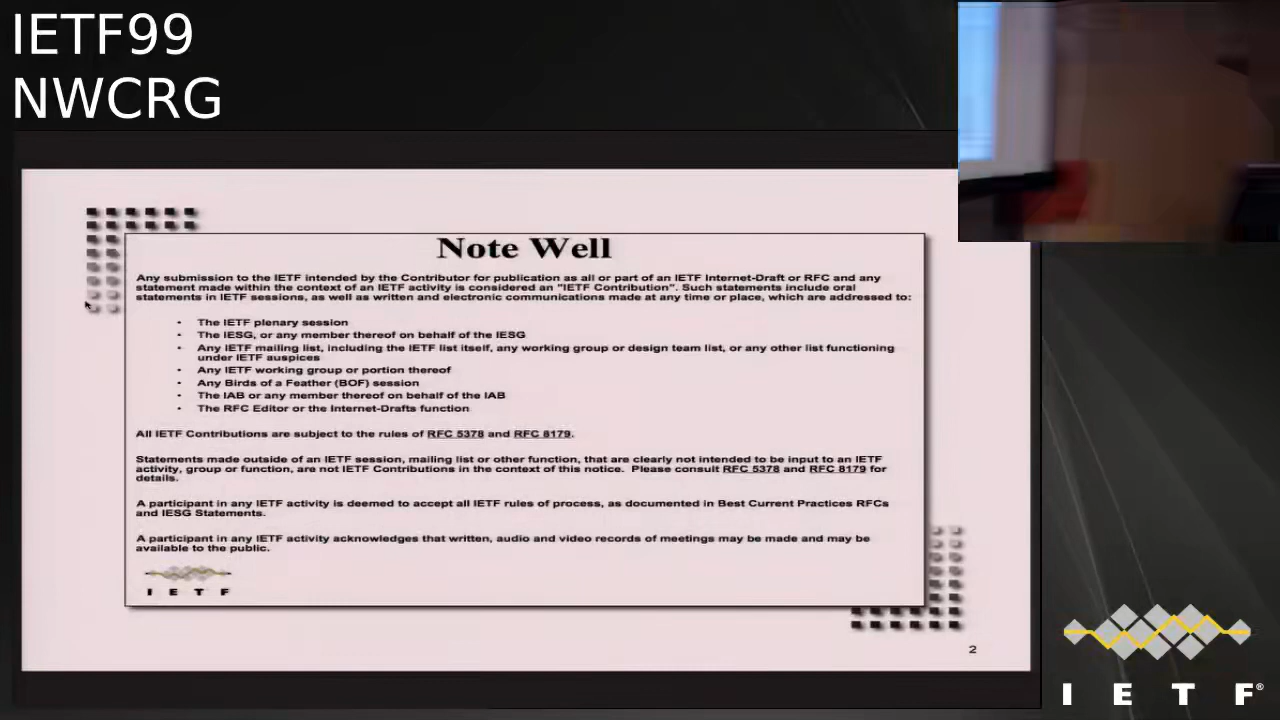 IETF99
NWCRG
Note Well
Any submission to the IETF intended by the Contributor for publication as all or part of an IETF Internet-Draft or RFC and any
statement made within the context of an IETF activity is considered an "IETF Contribution". Such statements include oral
statements in IETF sessions, as well as written and electronic communications made at any time or place, which are addressed to:
• The IETF plenary session
• The IESG, or any member thereof on behalf of the IESG
• Any IETF mailing list, including the IETF list itself, any working group or design team list, or any other list functioning
under IETF auspices
• Any IETF working group or portion thereof
• Any Birds of a Feather (BOF) session
• The IAB or any member thereof on behalf of the IAB
• The RFC Editor or the Internet-Drafts function
All IETF Contributions are subject to the rules of RFC 5378 and RFC 8179.
Statements made outside of an IETF session, mailing list or other function, that are clearly not intended to be input to an IETF
activity, group or function, are not IETF Contributions in the context of this notice. Please consult RFC 5378 and RFC 8179 for
details.
A participant in any IETF activity is deemed to accept all IETF rules of process, as documented in Best Current Practices RFCs
and IESG Statements.
A participant in any IETF activity acknowledges that written, audio and video records of meetings may be made and may be
available to the public.
I E T F
2
I E T F®